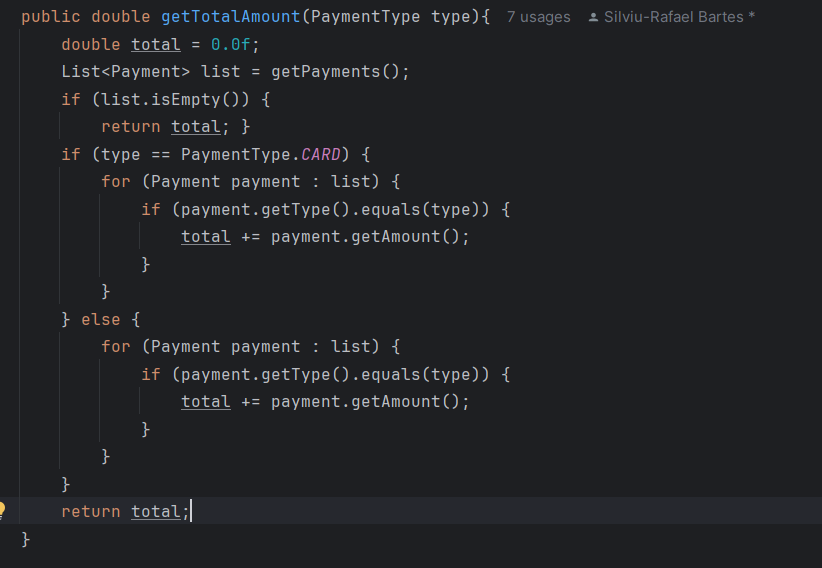 public double getTotalAmount(PaymentType type){ 7 usages Silviu-Rafael Bartes *
double total = 0.0f;
List<Payment> list = getPayments();
if (list.isEmpty()) {
return total; }
if (type == PaymentType.CARD) {
for (Payment payment : list) {
if (payment.getType().equals(type)) {
total += payment.getAmount();
}
}
} else {
for (Payment payment : list) {
if (payment.getType().equals(type)) {
total += payment.getAmount();
}
}
}
return total;
}